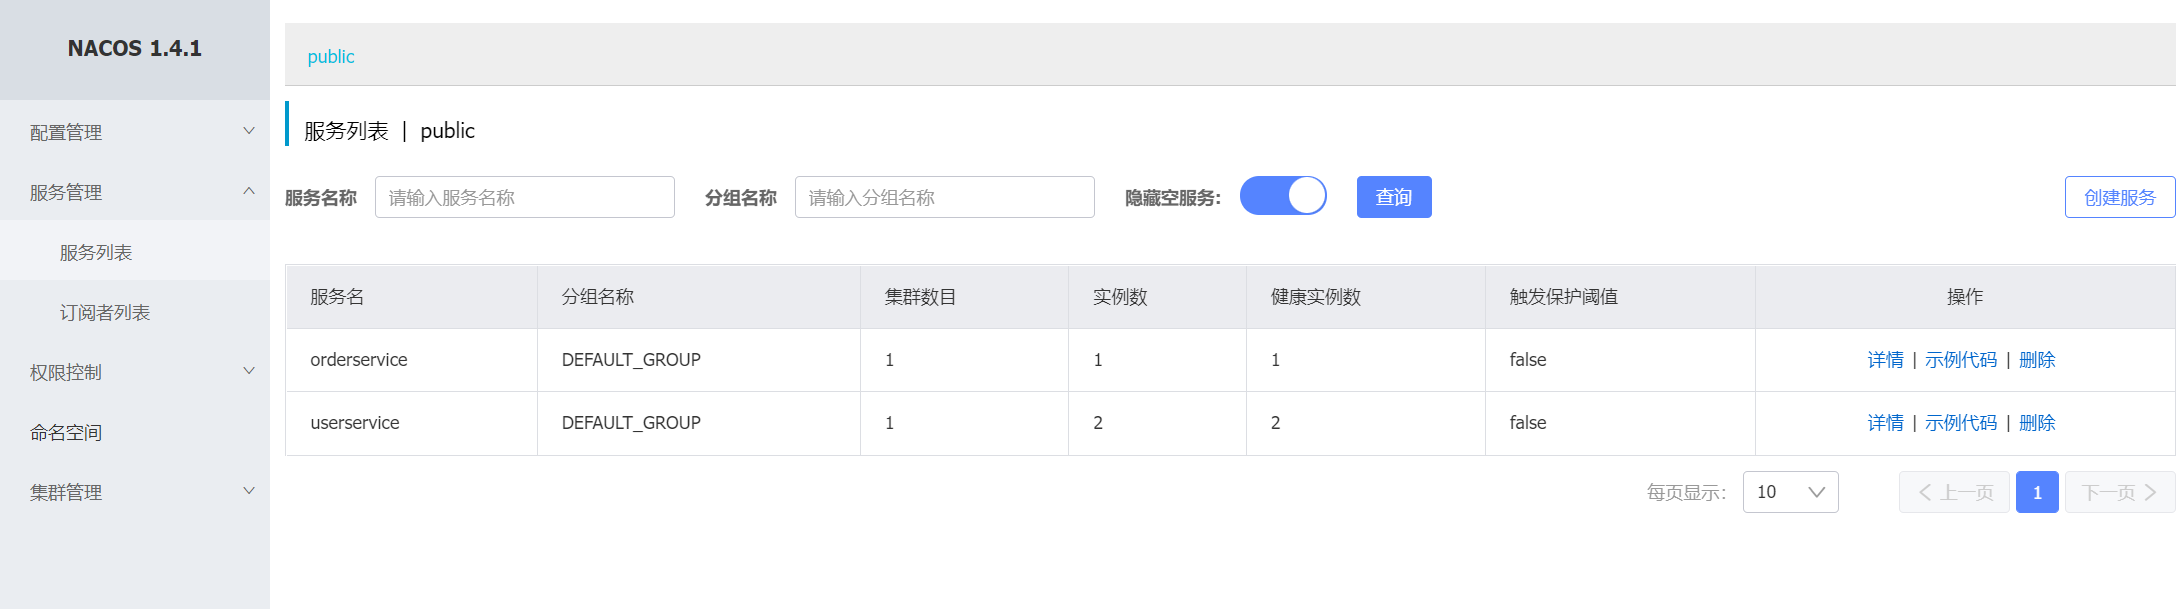 NACOS 1.4.1
配置管理
服务管理
服务列表
订阅者列表
权限控制
命名空间
集群管理
public
服务列表 | public
服务名称 请输入服务名称 分组名称 请输入分组名称 隐藏空服务: 查询 创建服务
服务名 分组名称 集群数目 实例数 健康实例数 触发保护阈值 操作
orderservice DEFAULT_GROUP 1 1 1 false 详情 | 示例代码 | 删除
userservice DEFAULT_GROUP 1 2 2 false 详情 | 示例代码 | 删除
每页显示: 10 上一页 1 下一页